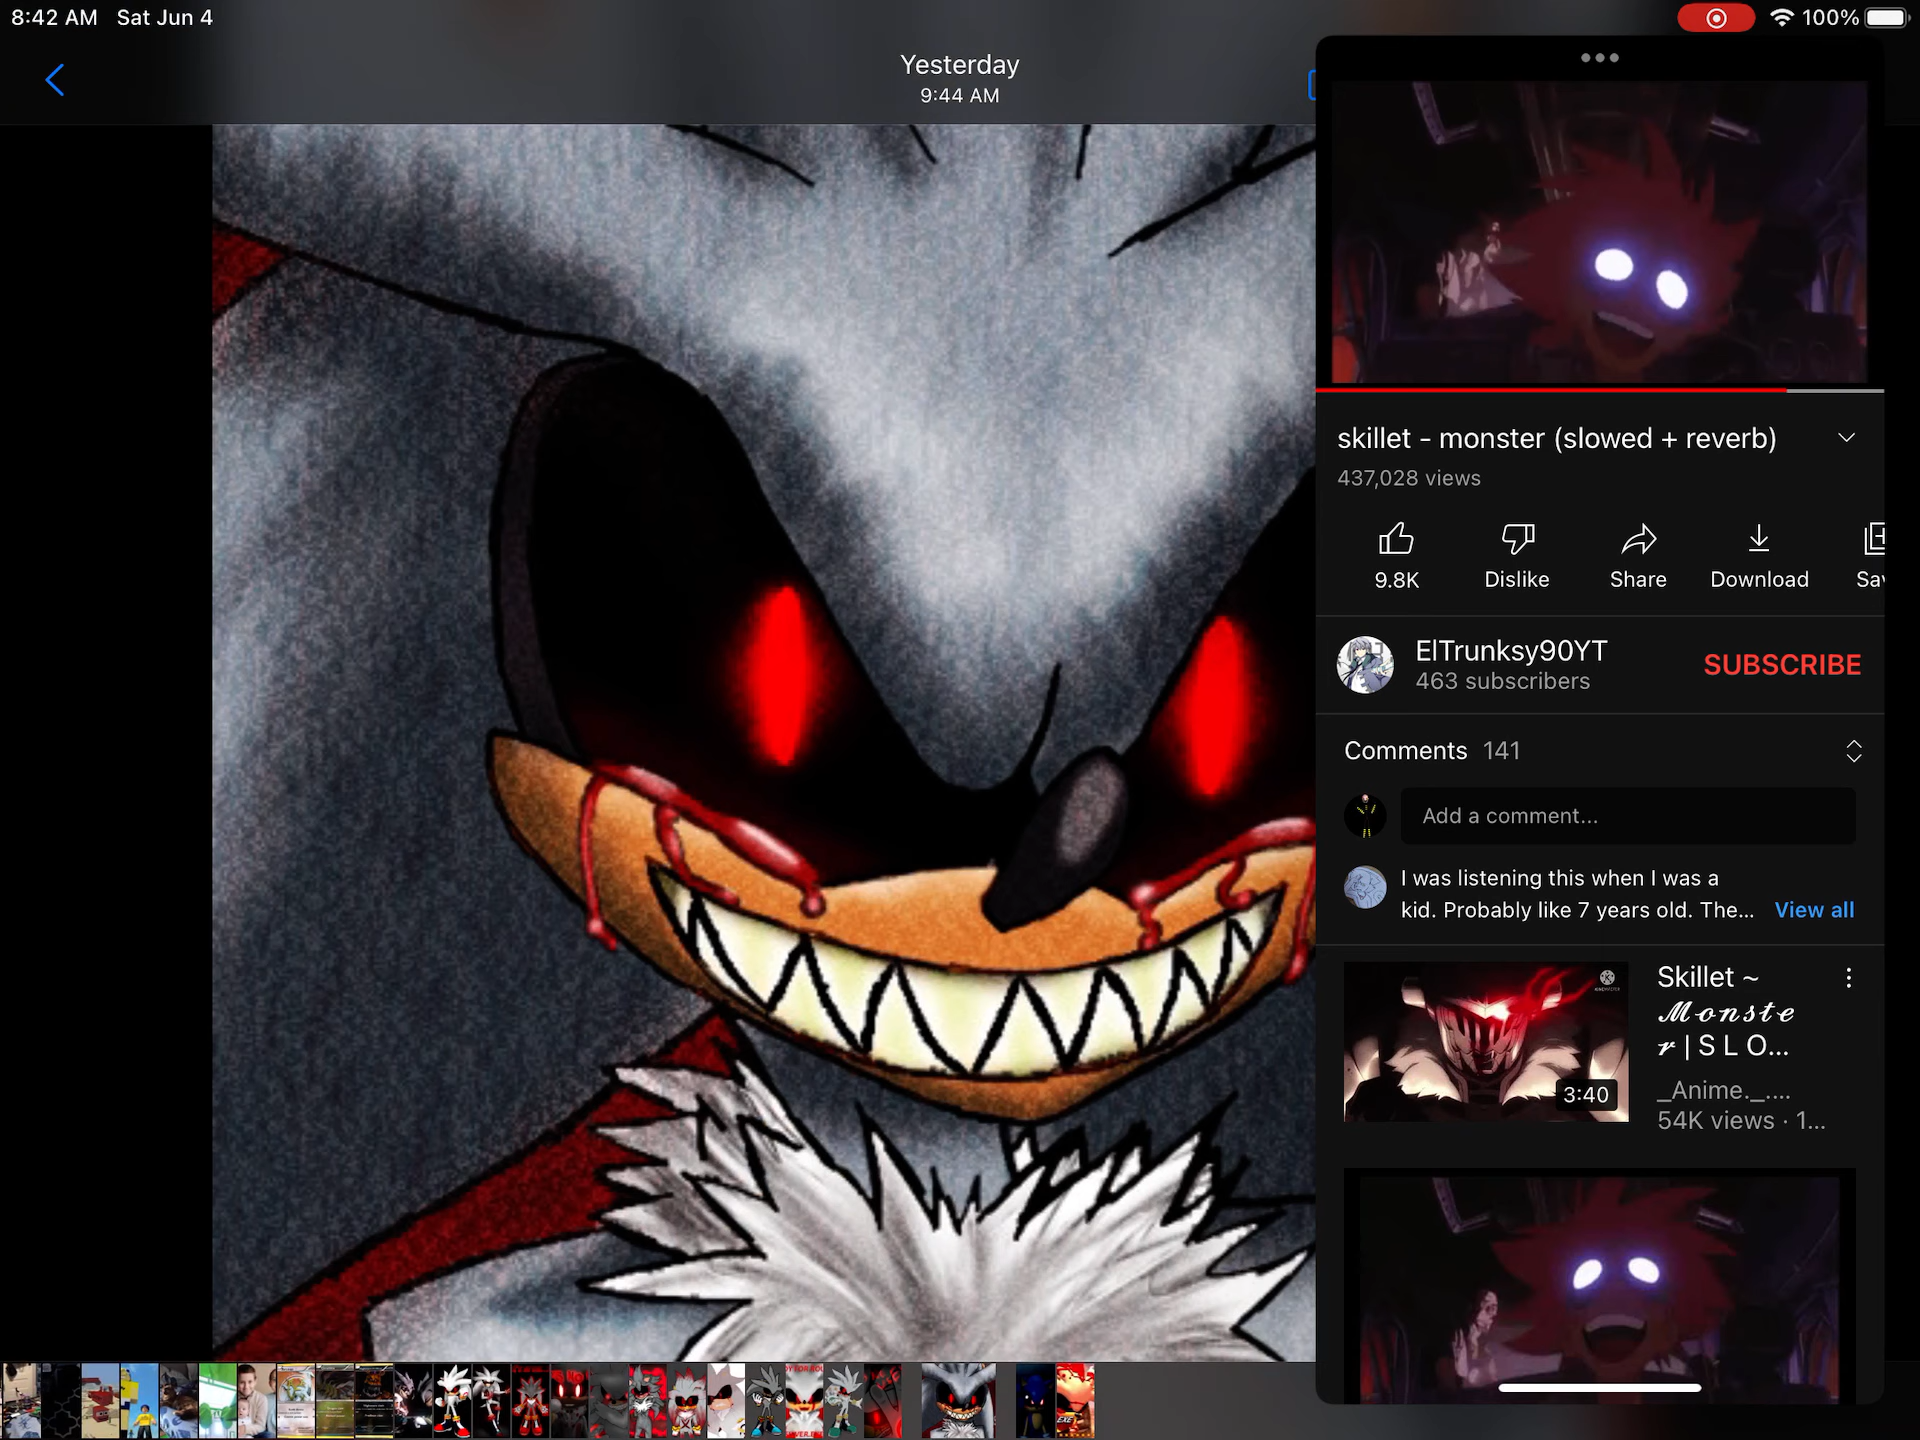 8:42 AM Sat Jun 4
100%
Yesterday
9:44 AM
skillet - monster (slowed + reverb)
437,028 views
9.8K
Dislike
Share
Download
Sav
ElTrunksy90YT
463 subscribers
SUBSCRIBE
Comments 141
Add a comment...
I was listening this when I was a
kid. Probably like 7 years old. The... View all
Skillet ~
𝓜𝓸𝓷𝓼𝓽𝓮
𝓻 | S L O...
_Anime._....
54K views · 1...
3:40